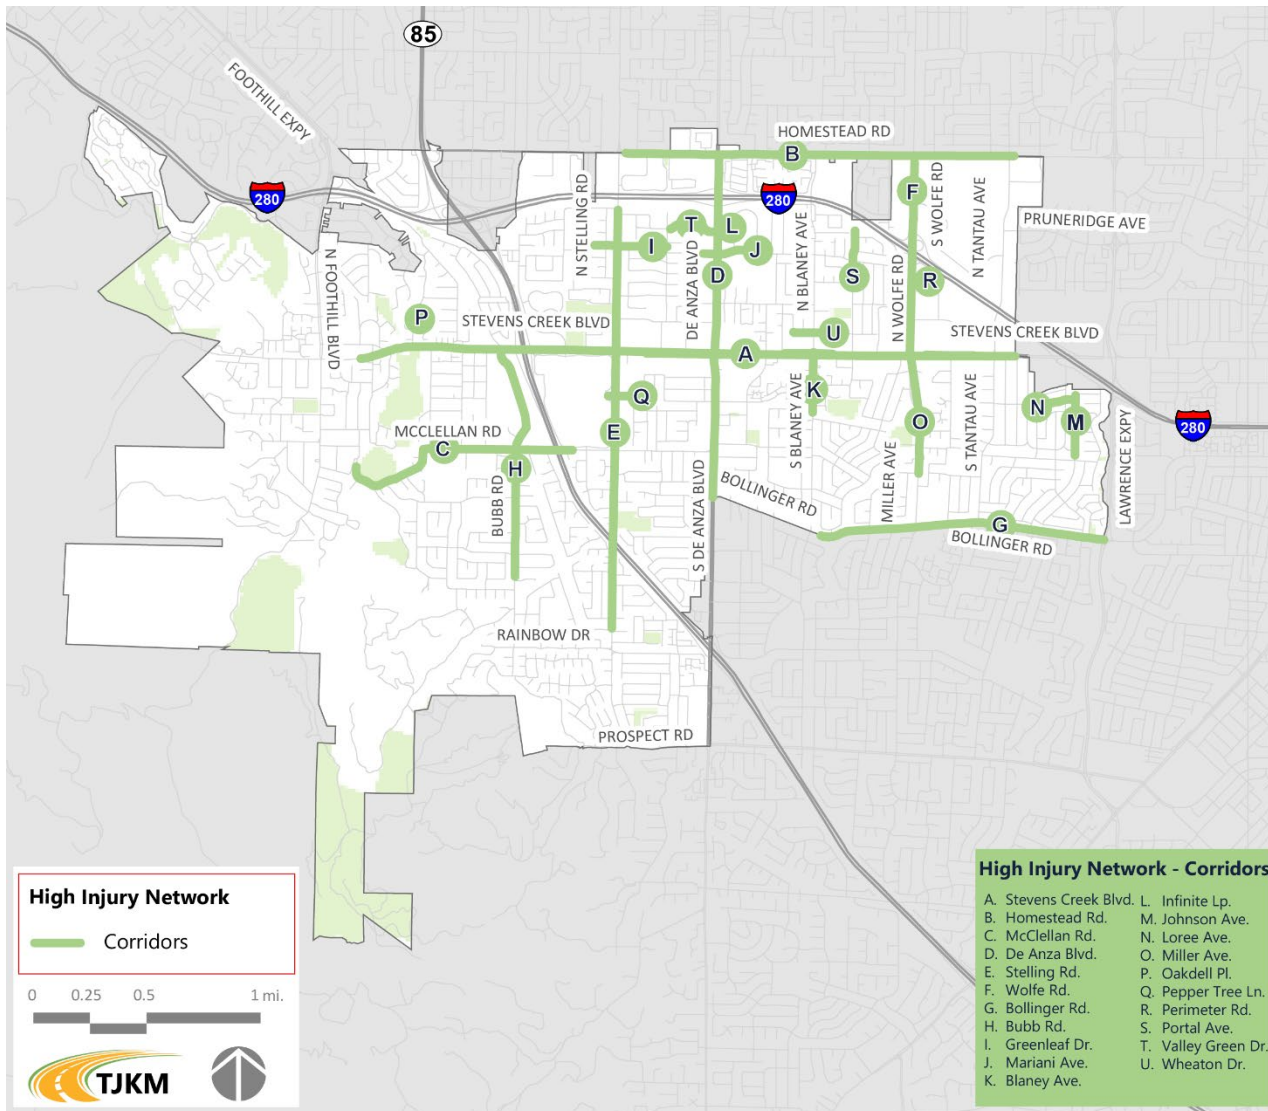 85
FOOTHILL EXPY
HOMESTEAD RD
B
280
280
N STELLING RD
F
S WOLFE RD
N TANTAU AVE
PRUNERIDGE AVE
T
L
I
J
DE ANZA BLVD
D
N BLANEY AVE
S
N WOLFE RD
R
N FOOTHILL BLVD
P
STEVENS CREEK BLVD
U
STEVENS CREEK BLVD
A
Q
K
S BLANEY AVE
N
M
280
E
O
MCCLELLAN RD
C
H
BUBB RD
S DE ANZA BLVD
BOLLINGER RD
MILLER AVE
S TANTAU AVE
LAWRENCE EXPY
G
BOLLINGER RD
RAINBOW DR
PROSPECT RD
High Injury Network
Corridors
0 0.25 0.5 1 mi.
TJKM
High Injury Network - Corridors
A. Stevens Creek Blvd.
B. Homestead Rd.
C. McClellan Rd.
D. De Anza Blvd.
E. Stelling Rd.
F. Wolfe Rd.
G. Bollinger Rd.
H. Bubb Rd.
I. Greenleaf Dr.
J. Mariani Ave.
K. Blaney Ave.
L. Infinite Lp.
M. Johnson Ave.
N. Loree Ave.
O. Miller Ave.
P. Oakdell Pl.
Q. Pepper Tree Ln.
R. Perimeter Rd.
S. Portal Ave.
T. Valley Green Dr.
U. Wheaton Dr.